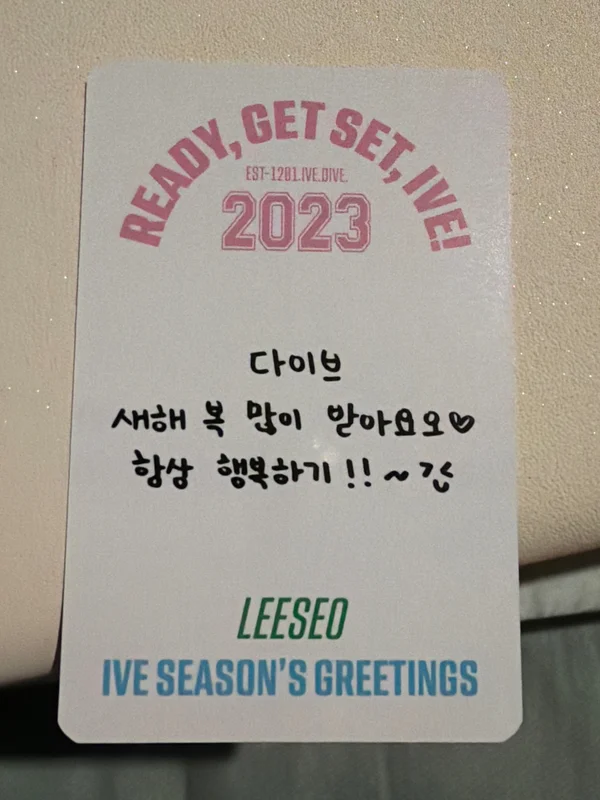 READY, GET SET, IVE!
EST-1201.IVE.DIVE.
2023
다이브
새해 복 많이 받아요오♡
항상 행복하기!!~
LEESEO
IVE SEASON'S GREETINGS